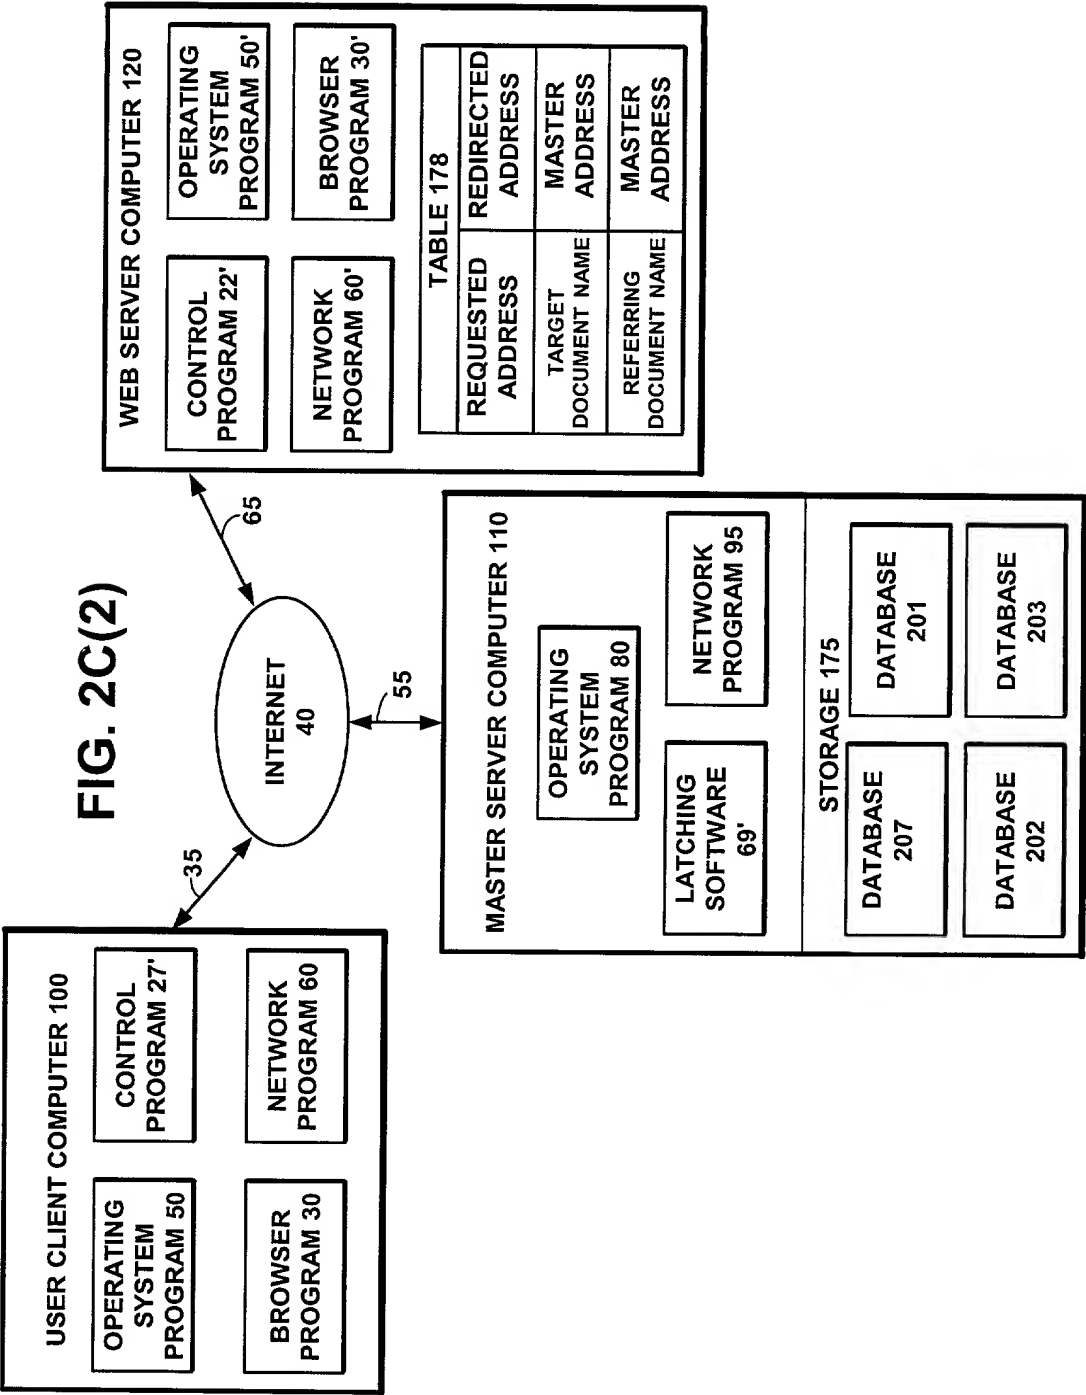 FIG. 2C(2)
USER CLIENT COMPUTER 100
OPERATING
SYSTEM
PROGRAM 50
CONTROL
PROGRAM 27'
BROWSER
PROGRAM 30
NETWORK
PROGRAM 60
35
INTERNET
40
55
65
MASTER SERVER COMPUTER 110
OPERATING
SYSTEM
PROGRAM 80
LATCHING
SOFTWARE
69'
NETWORK
PROGRAM 95
STORAGE 175
DATABASE
207
DATABASE
201
DATABASE
202
DATABASE
203
WEB SERVER COMPUTER 120
CONTROL
PROGRAM 22'
OPERATING
SYSTEM
PROGRAM 50'
NETWORK
PROGRAM 60'
BROWSER
PROGRAM 30'
TABLE 178
REQUESTED
ADDRESS
REDIRECTED
ADDRESS
TARGET
DOCUMENT NAME
MASTER
ADDRESS
REFERRING
DOCUMENT NAME
MASTER
ADDRESS